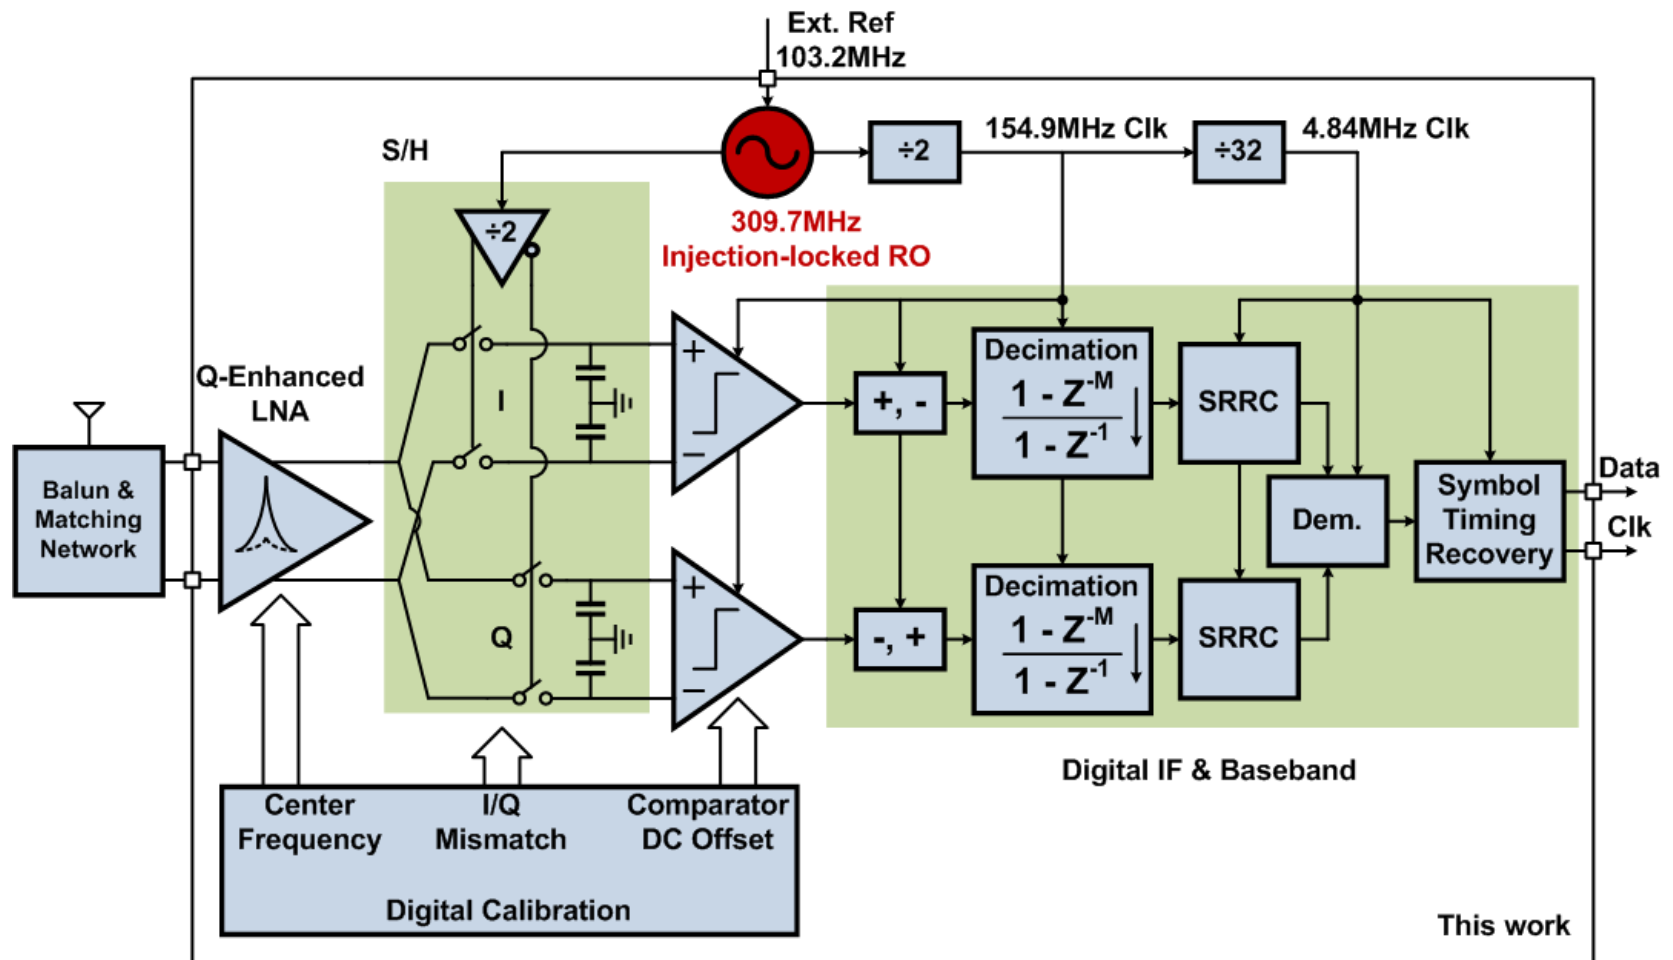 Ext. Ref
103.2MHz
S/H
÷2
154.9MHz Clk
÷32
4.84MHz Clk
÷2
309.7MHz
Injection-locked RO
Q-Enhanced
LNA
I
+
−
+, -
Decimation
1 - Z-M
1 - Z-1
SRRC
Balun &
Matching
Network
Dem.
Symbol
Timing
Recovery
Data
Clk
Q
+
−
-, +
Decimation
1 - Z-M
1 - Z-1
SRRC
Digital IF & Baseband
Center
Frequency
I/Q
Mismatch
Comparator
DC Offset
Digital Calibration
This work